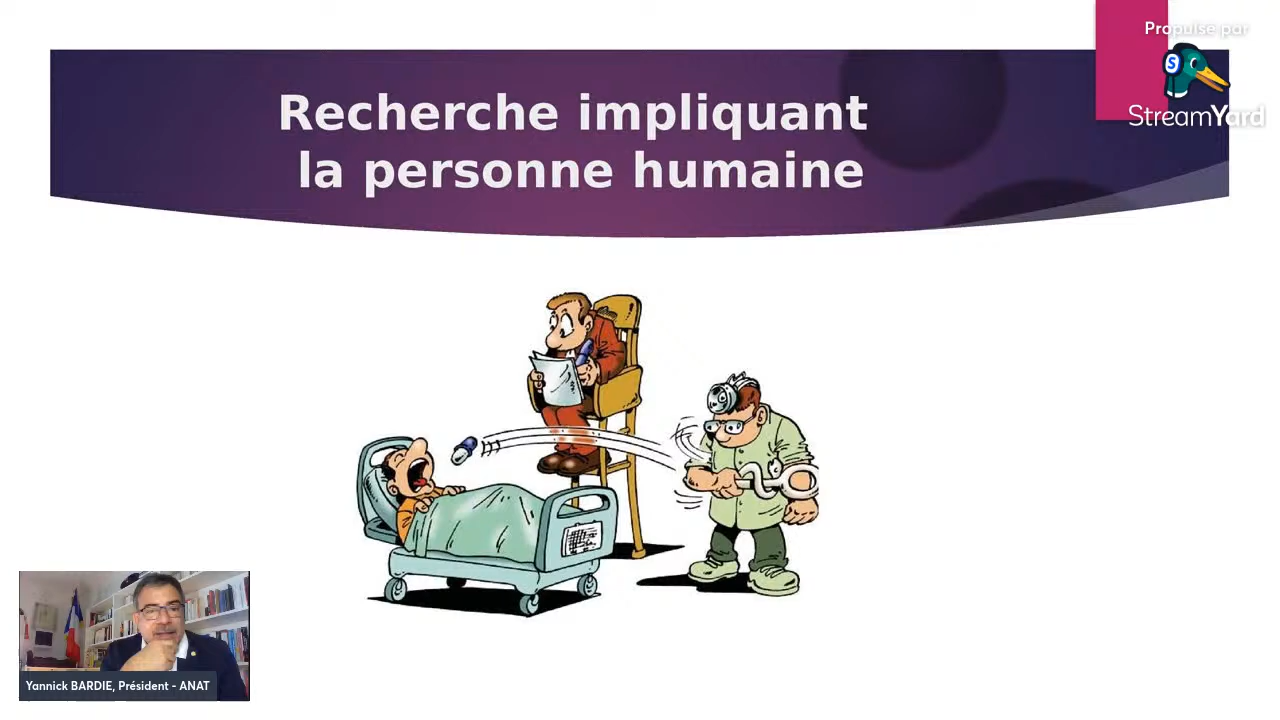 Propulsé par
StreamYard
Recherche impliquant
la personne humaine
Yannick BARDIE, Président - ANAT